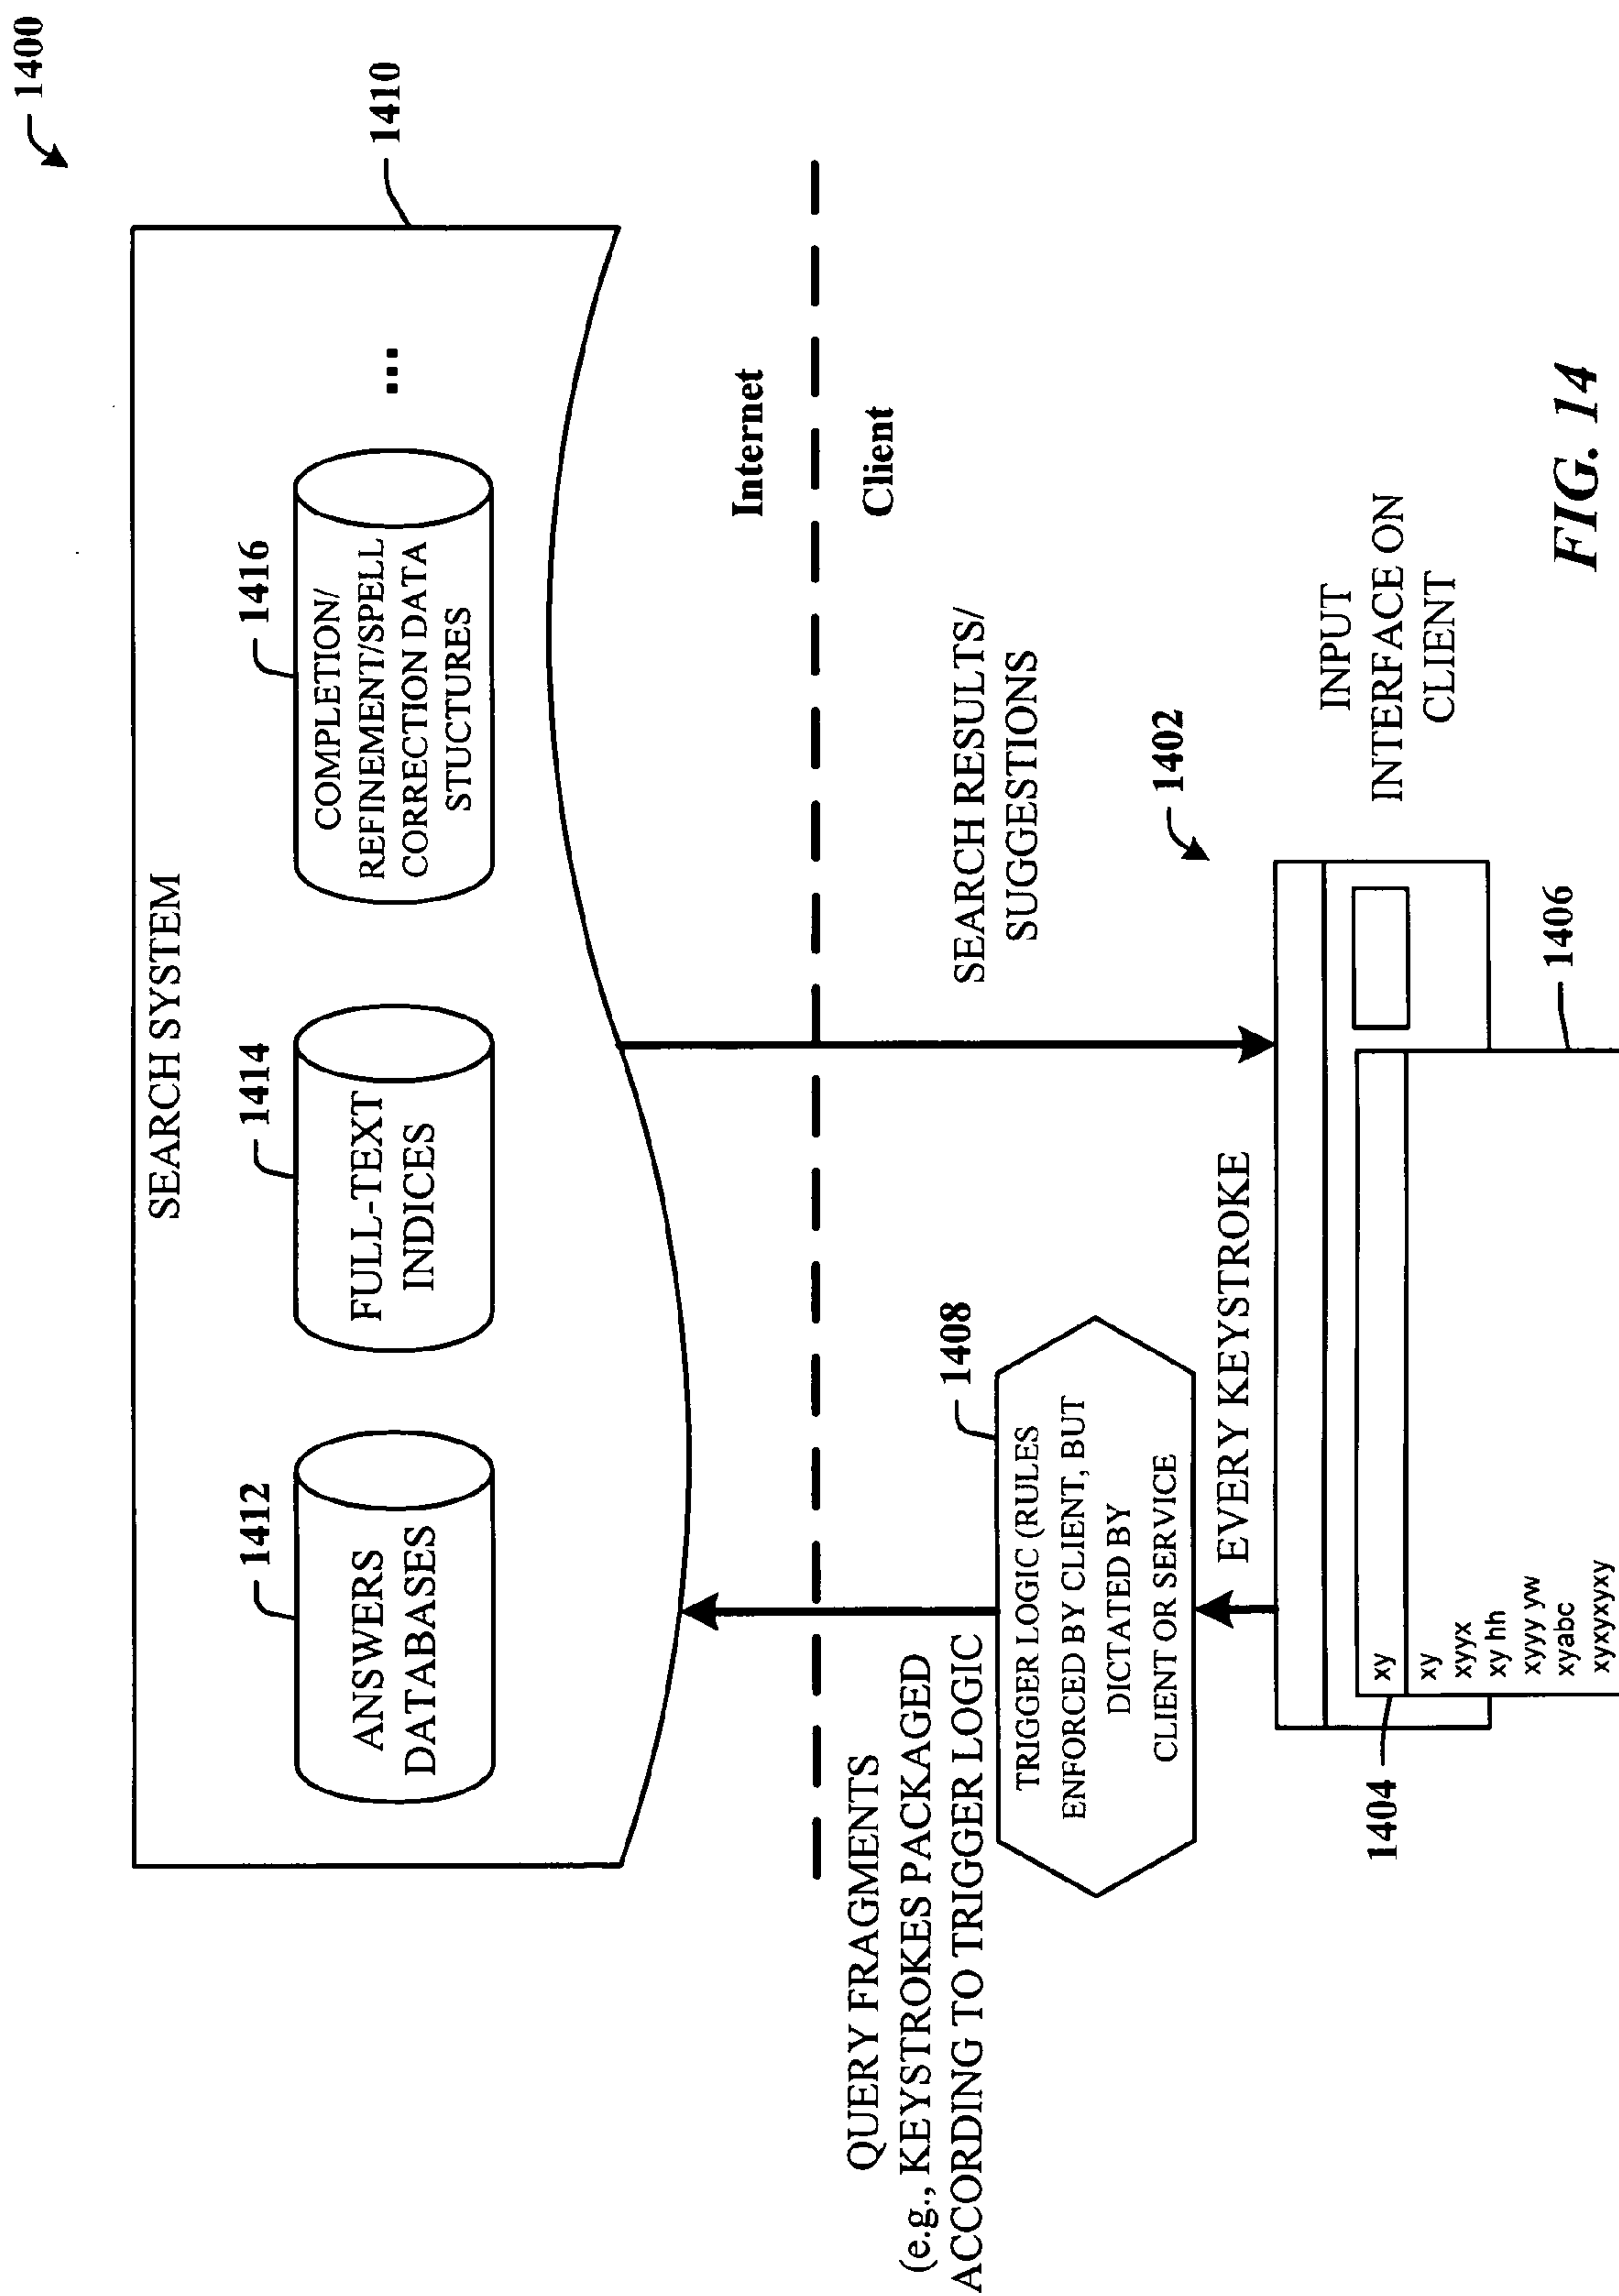 1400
SEARCH SYSTEM
1410
1412
ANSWERS
DATABASES
1414
FULL-TEXT
INDICES
1416
COMPLETION/
REFINEMENT/SPELL
CORRECTION DATA
STUCTURES
...
Internet
Client
QUERY FRAGMENTS
(e.g., KEYSTROKES PACKAGED
ACCORDING TO TRIGGER LOGIC
SEARCH RESULTS/
SUGGESTIONS
1408
TRIGGER LOGIC (RULES
ENFORCED BY CLIENT, BUT
DICTATED BY
CLIENT OR SERVICE
EVERY KEYSTROKE
1402
INPUT
INTERFACE ON
CLIENT
1404
xy
xy
xyyx
xy hh
xyyy yw
xyabc
xyxyxyxy
1406
FIG. 14